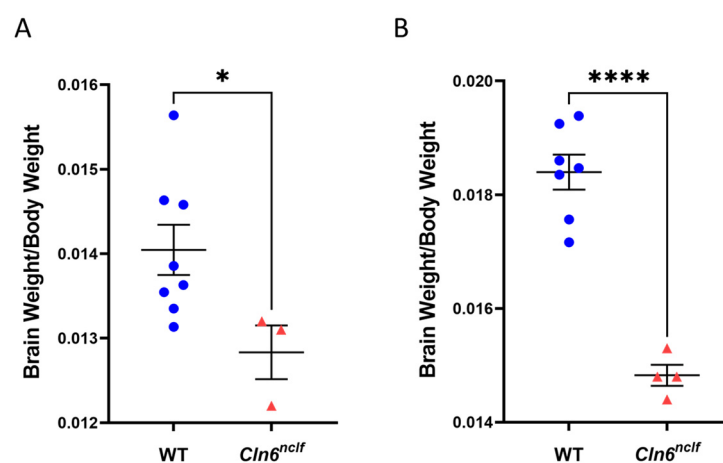 A
B
*
****
Brain Weight/Body Weight
0.016
0.015
0.014
0.013
0.012
WT
Cln6nclf
Brain Weight/Body Weight
0.020
0.018
0.016
0.014
WT
Cln6nclf